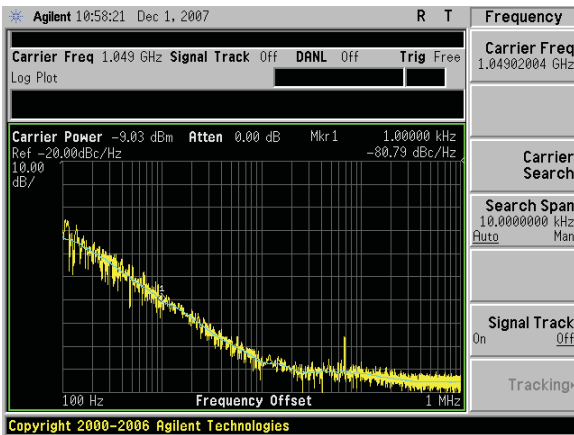 Agilent 10:58:21 Dec 1, 2007 R T
Frequency
Carrier Freq 1.049 GHz Signal Track Off DANL Off Trig Free
Log Plot
Carrier Freq
1.04902004 GHz
Carrier Power -9.03 dBm Atten 0.00 dB Mkr1 1.00000 kHz
Ref -20.00dBc/Hz -80.79 dBc/Hz
10.00
dB/
Carrier
Search
Search Span
10.0000000 kHz
Auto Man
Signal Track
On Off
Tracking
1
100 Hz Frequency Offset 1 MHz
Copyright 2000-2006 Agilent Technologies